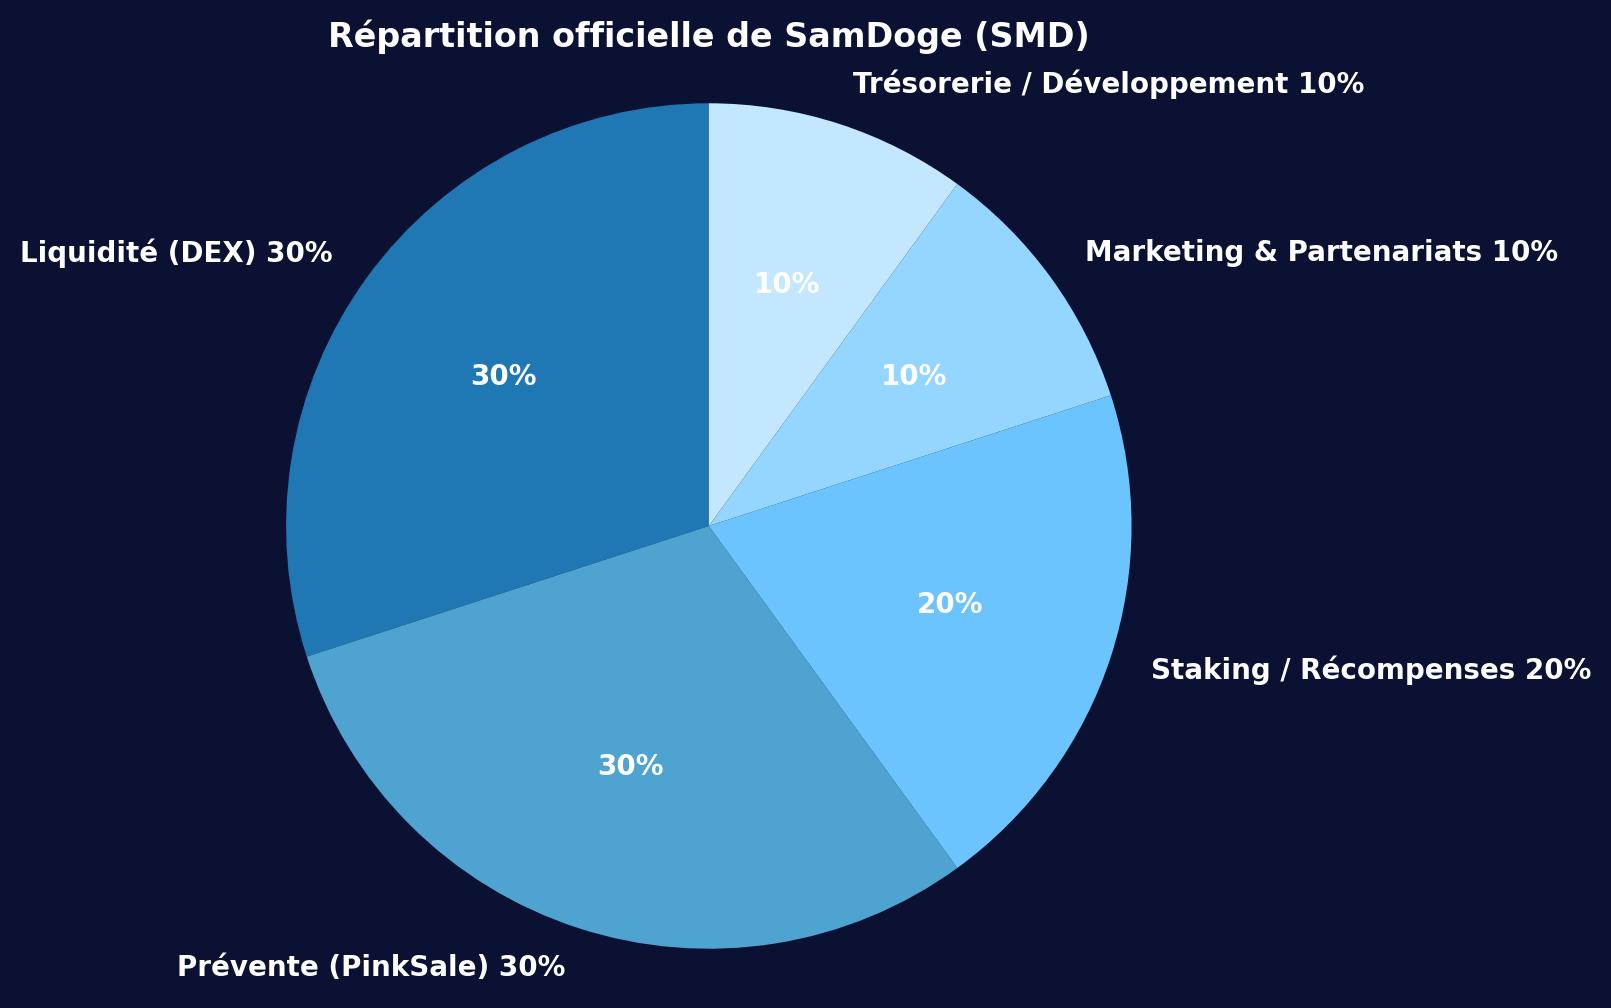 Répartition officielle de SamDoge (SMD)
Trésorerie / Développement 10%
Liquidité (DEX) 30%
Marketing & Partenariats 10%
10%
30%
10%
20%
Staking / Récompenses 20%
30%
Prévente (PinkSale) 30%